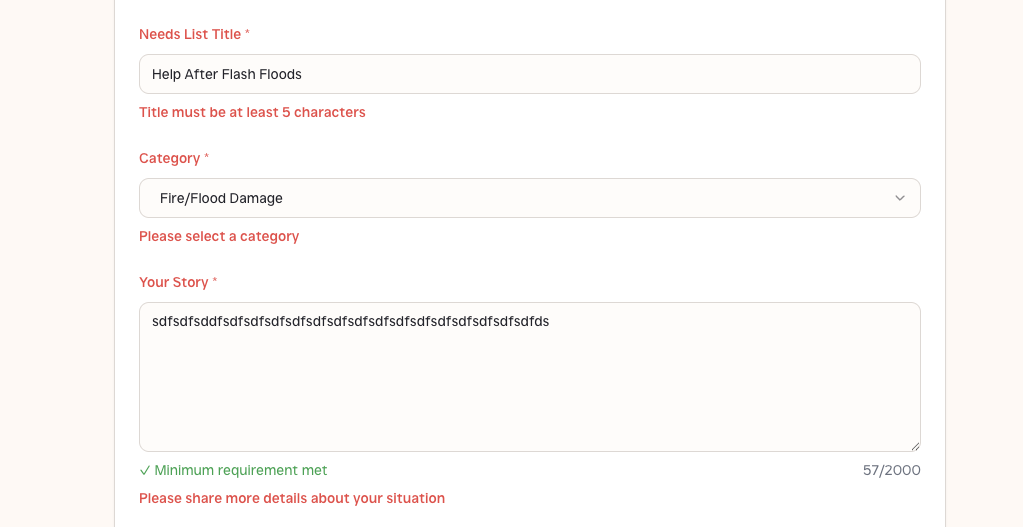 Needs List Title *
Help After Flash Floods
Title must be at least 5 characters
Category *
Fire/Flood Damage
Please select a category
Your Story *
sdfsdfsddfsdfsdfsdfsdfsdfsdfsdfsdfsdfsdfsdfsdfsdfsdfsdfds
✓ Minimum requirement met
57/2000
Please share more details about your situation